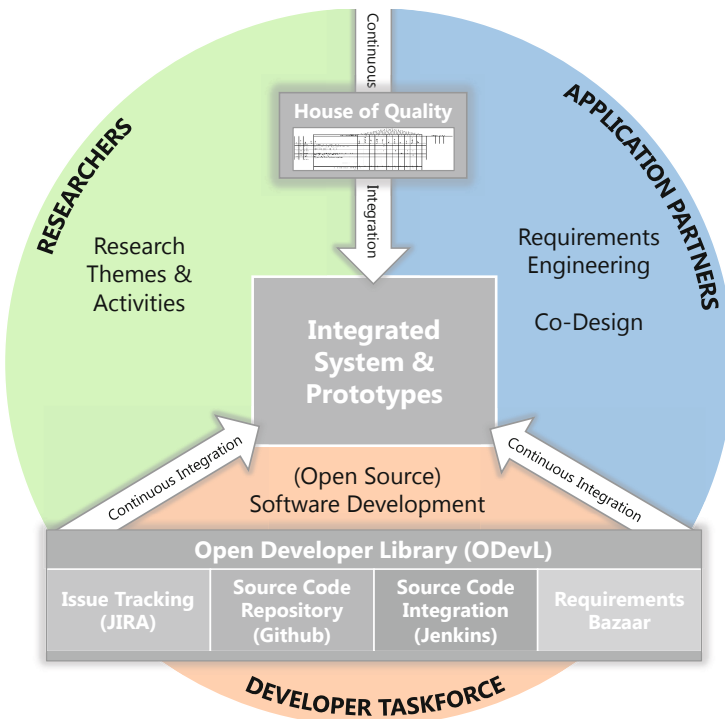 Continuous
House of Quality
Integration
RESEARCHERS
APPLICATION PARTNERS
Research
Themes &
Activities
Requirements
Engineering
Co-Design
Integrated
System &
Prototypes
Continuous Integration
Continuous Integration
(Open Source)
Software Development
Open Developer Library (ODevL)
Issue Tracking
(JIRA)
Source Code
Repository
(Github)
Source Code
Integration
(Jenkins)
Requirements
Bazaar
DEVELOPER TASKFORCE